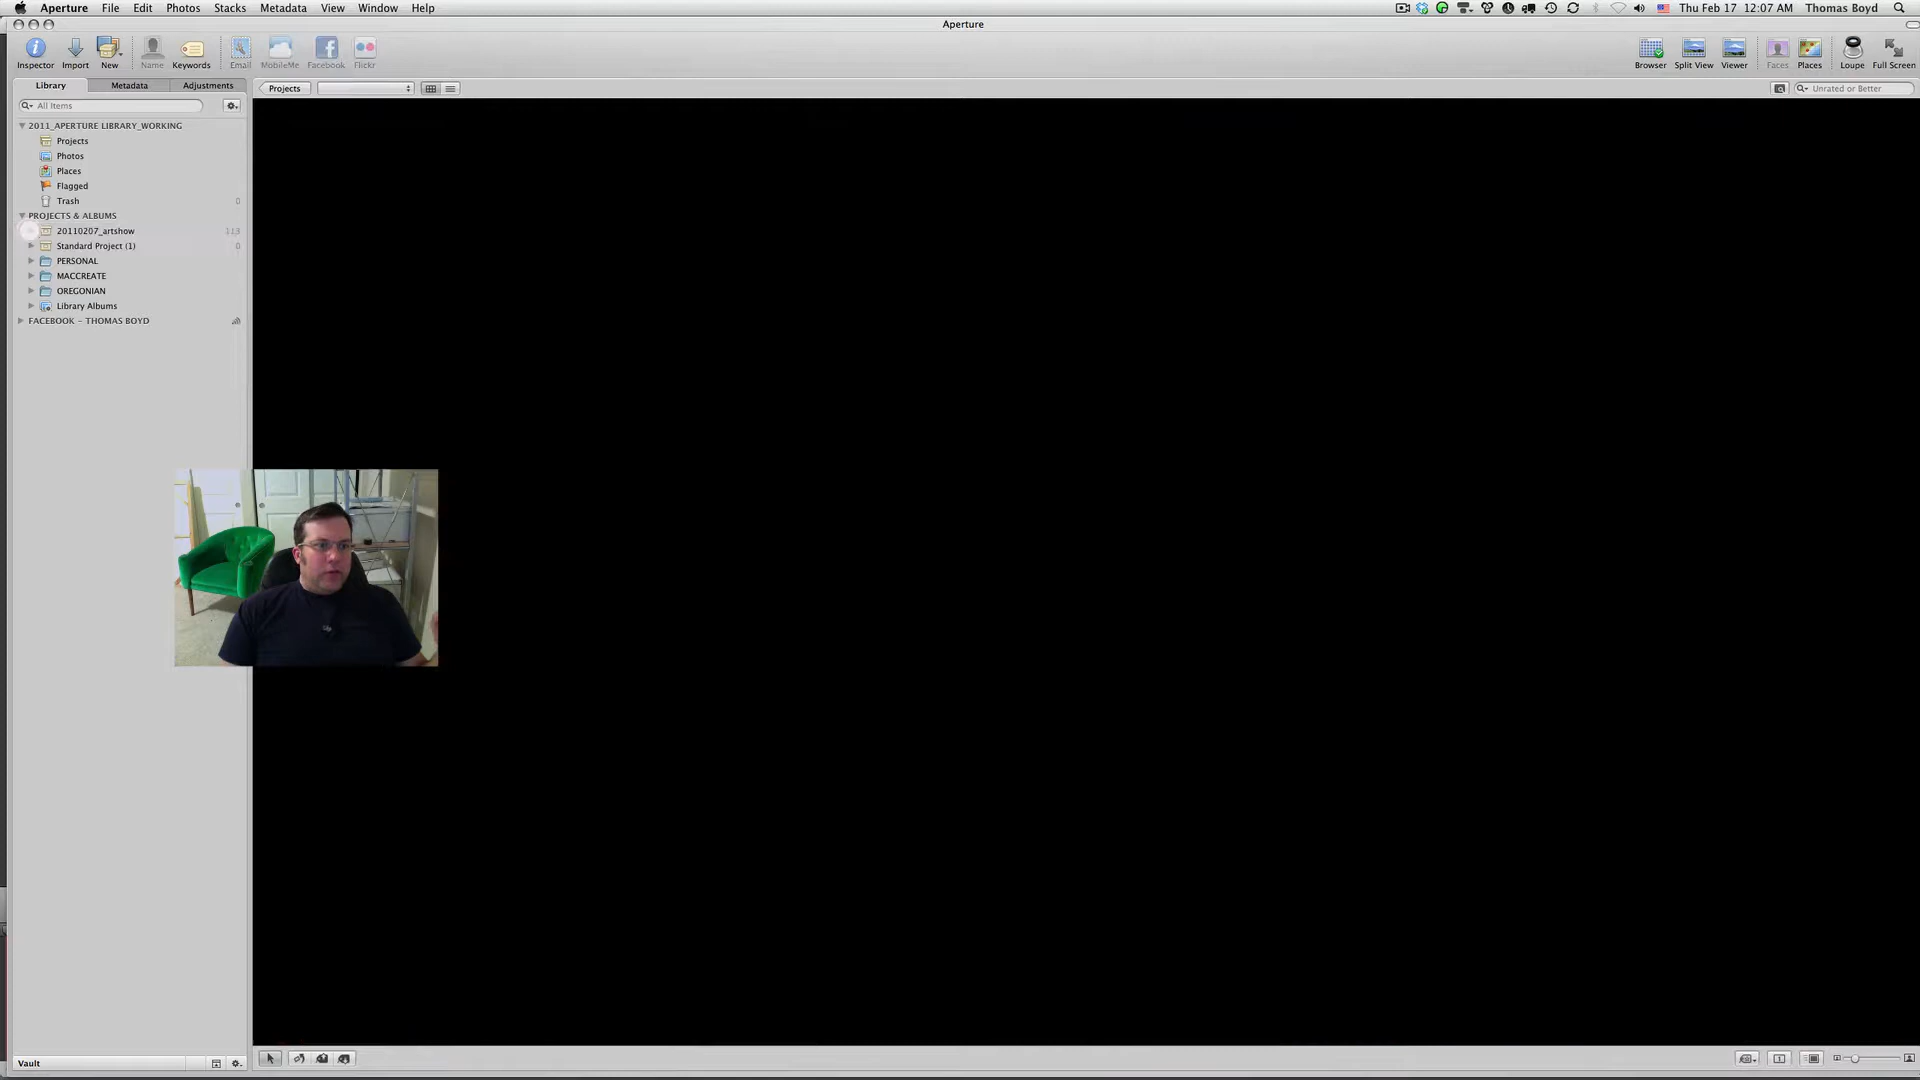 Aperture File Edit Photos Stacks Metadata View Window Help Thu Feb 17 12:07 AM Thomas Boyd
Aperture
Inspector Import New Name Keywords Email MobileMe Facebook Flickr Browser Split View Viewer Faces Places Loupe Full Screen
Library Metadata Adjustments Projects Unrated or Better
All Items
2011_APERTURE LIBRARY_WORKING
Projects
Photos
Places
Flagged
Trash 0
PROJECTS & ALBUMS
20110207_artshow 113
Standard Project (1) 0
PERSONAL
MACCREATE
OREGONIAN
Library Albums
FACEBOOK - THOMAS BOYD
Vault